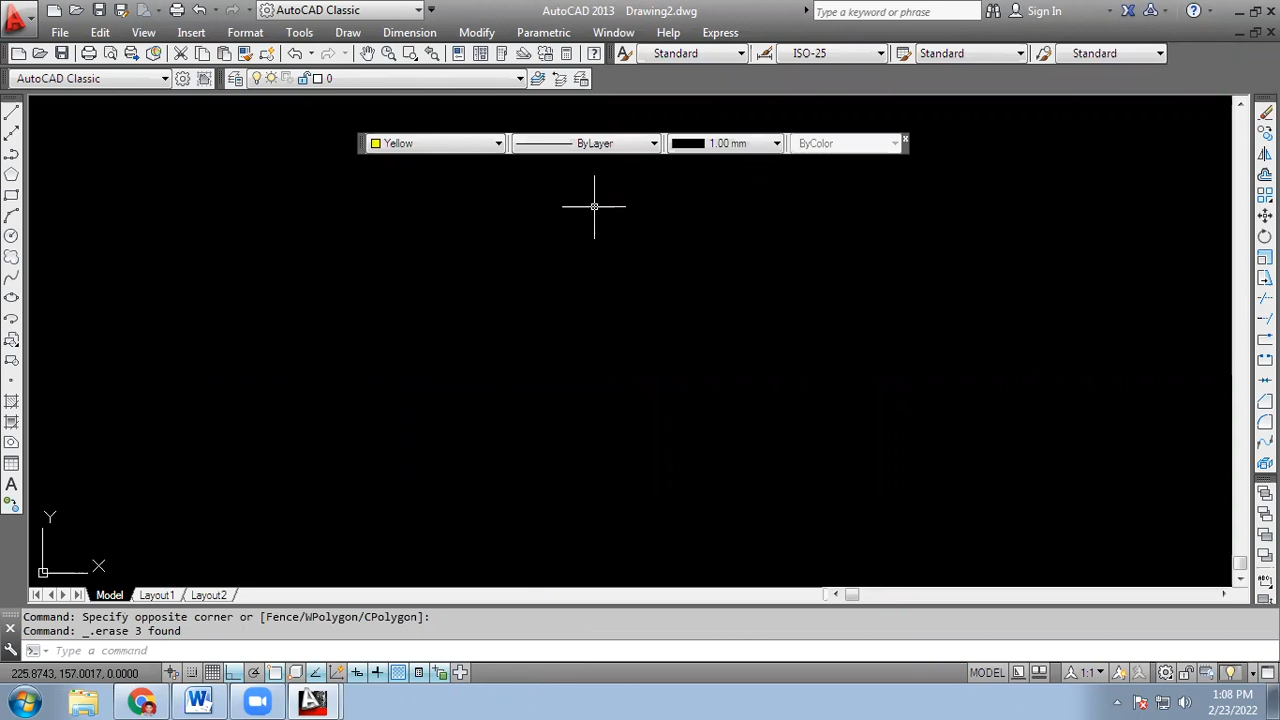 AutoCAD Classic
AutoCAD 2013 Drawing2.dwg
Type a keyword or phrase
Sign In
File Edit View Insert Format Tools Draw Dimension Modify Parametric Window Help Express
Standard ISO-25 Standard Standard
AutoCAD Classic 0
Yellow ByLayer 1.00 mm ByColor
Y
X
Model Layout1 Layout2
Command: Specify opposite corner or [Fence/WPolygon/CPolygon]:
Command: _.erase 3 found
Type a command
225.8743, 157.0017, 0.0000 MODEL 1:1
1:08 PM
2/23/2022